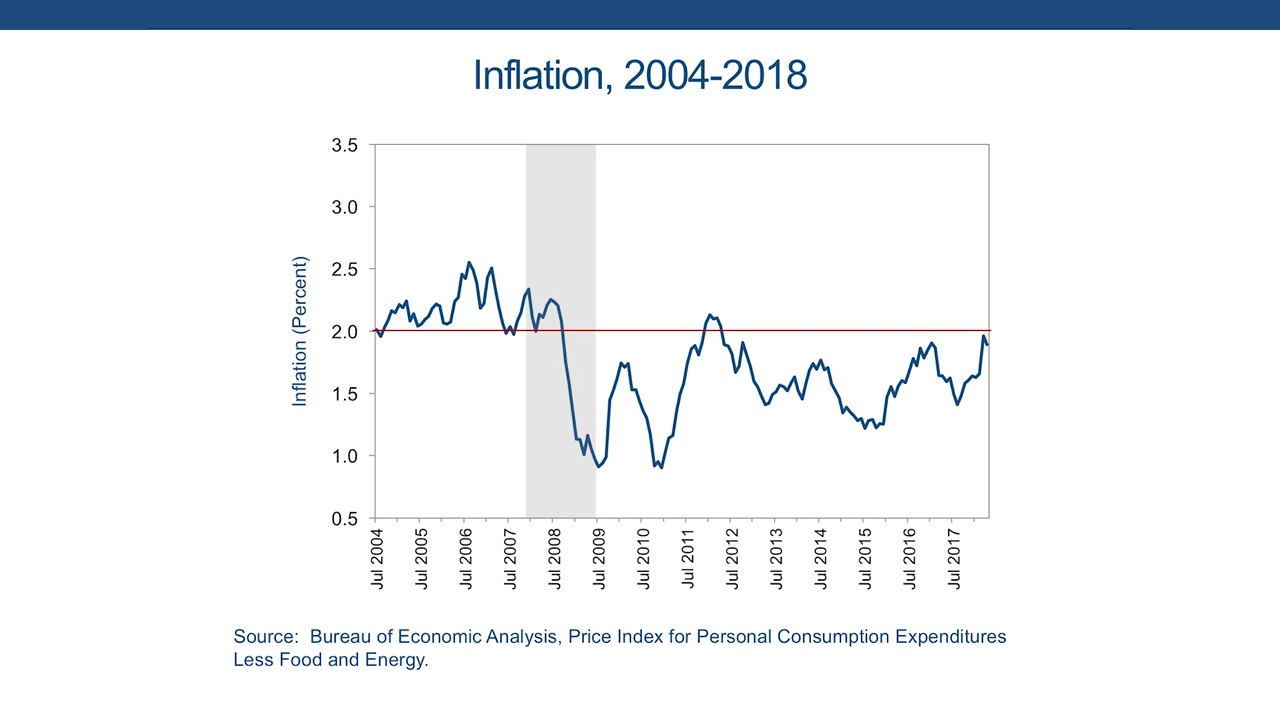 Inflation, 2004-2018
3.5
3.0
2.5
2.0
1.5
1.0
0.5
Inflation (Percent)
Jul 2004
Jul 2005
Jul 2006
Jul 2007
Jul 2008
Jul 2009
Jul 2010
Jul 2011
Jul 2012
Jul 2013
Jul 2014
Jul 2015
Jul 2016
Jul 2017
Source:  Bureau of Economic Analysis, Price Index for Personal Consumption Expenditures
Less Food and Energy.